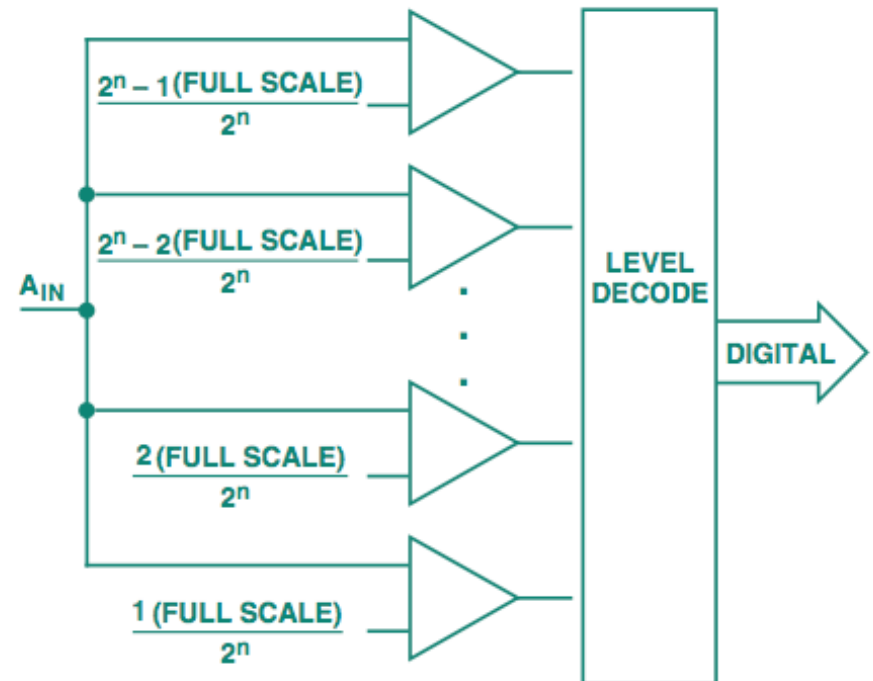 2ⁿ – 1(FULL SCALE)
2ⁿ
2ⁿ – 2(FULL SCALE)
2ⁿ
A_IN
.
.
.
LEVEL
DECODE
DIGITAL
2(FULL SCALE)
2ⁿ
1(FULL SCALE)
2ⁿ